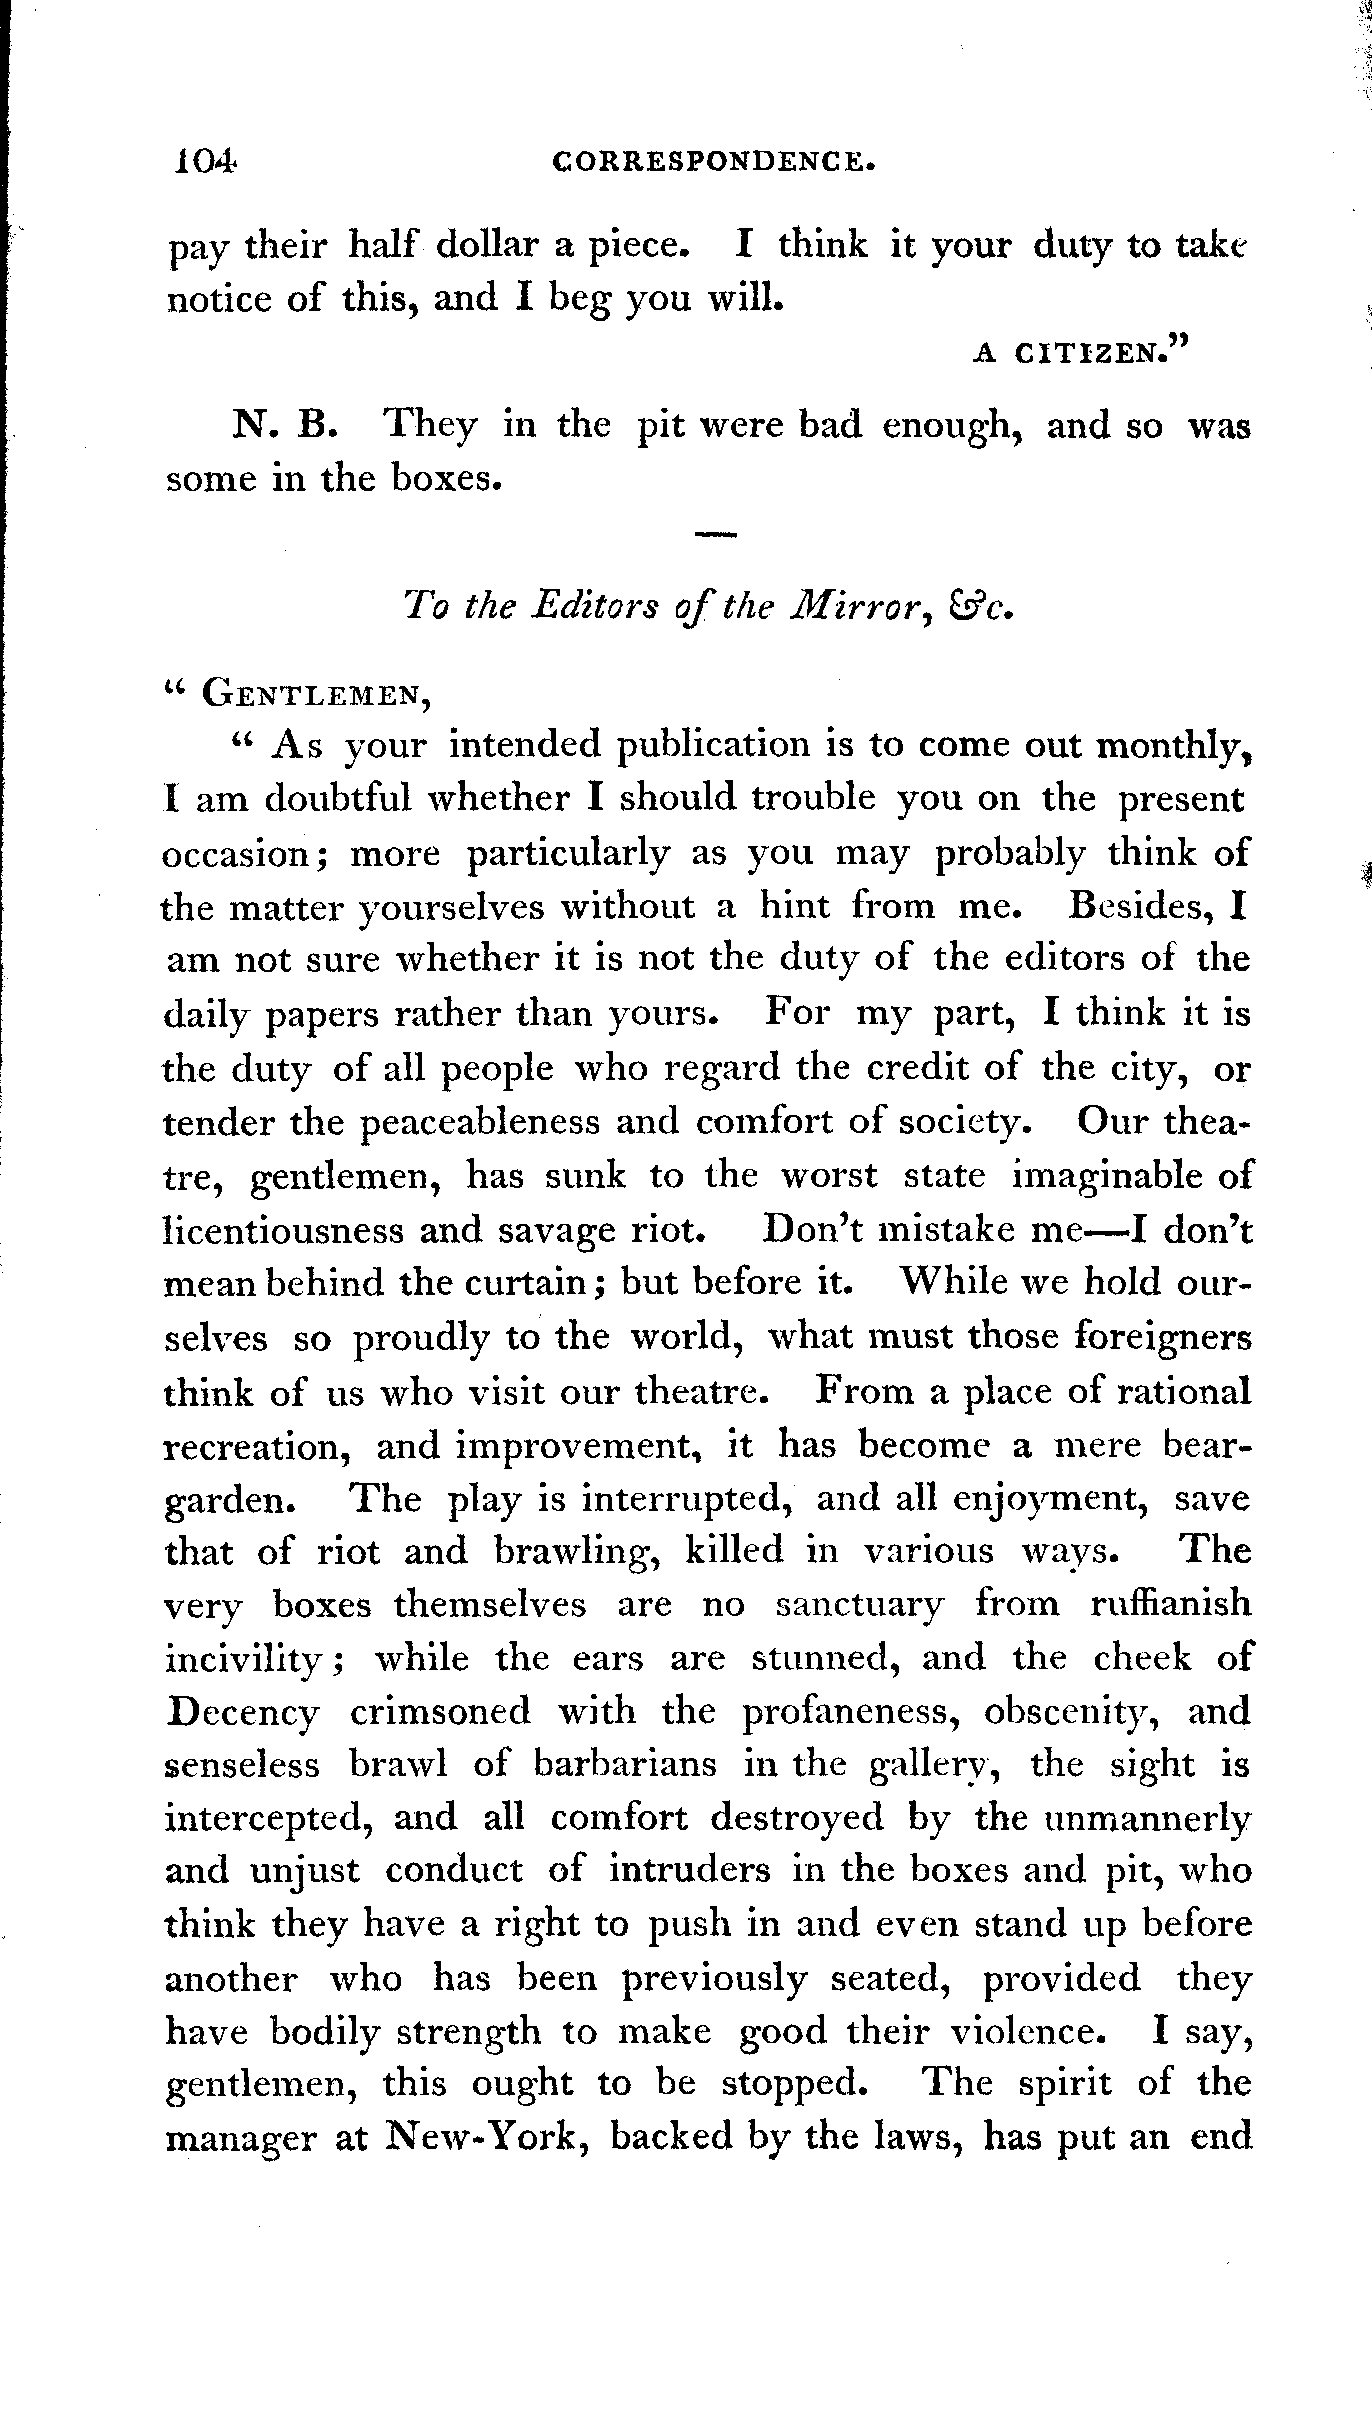 104 CORRESPONDENCE.
pay their half dollar a piece. I think it your duty to take
notice of this, and I beg you will.
A CITIZEN."
N. B. They in the pit were bad enough, and so was
some in the boxes.
—
To the Editors of the Mirror, &c.
" GENTLEMEN,
" As your intended publication is to come out monthly,
I am doubtful whether I should trouble you on the present
occasion; more particularly as you may probably think of
the matter yourselves without a hint from me. Besides, I
am not sure whether it is not the duty of the editors of the
daily papers rather than yours. For my part, I think it is
the duty of all people who regard the credit of the city, or
tender the peaceableness and comfort of society. Our thea-
tre, gentlemen, has sunk to the worst state imaginable of
licentiousness and savage riot. Don't mistake me—I don't
mean behind the curtain; but before it. While we hold our-
selves so proudly to the world, what must those foreigners
think of us who visit our theatre. From a place of rational
recreation, and improvement, it has become a mere bear-
garden. The play is interrupted, and all enjoyment, save
that of riot and brawling, killed in various ways. The
very boxes themselves are no sanctuary from ruffianish
incivility; while the ears are stunned, and the cheek of
Decency crimsoned with the profaneness, obscenity, and
senseless brawl of barbarians in the gallery, the sight is
intercepted, and all comfort destroyed by the unmannerly
and unjust conduct of intruders in the boxes and pit, who
think they have a right to push in and even stand up before
another who has been previously seated, provided they
have bodily strength to make good their violence. I say,
gentlemen, this ought to be stopped. The spirit of the
manager at New-York, backed by the laws, has put an end